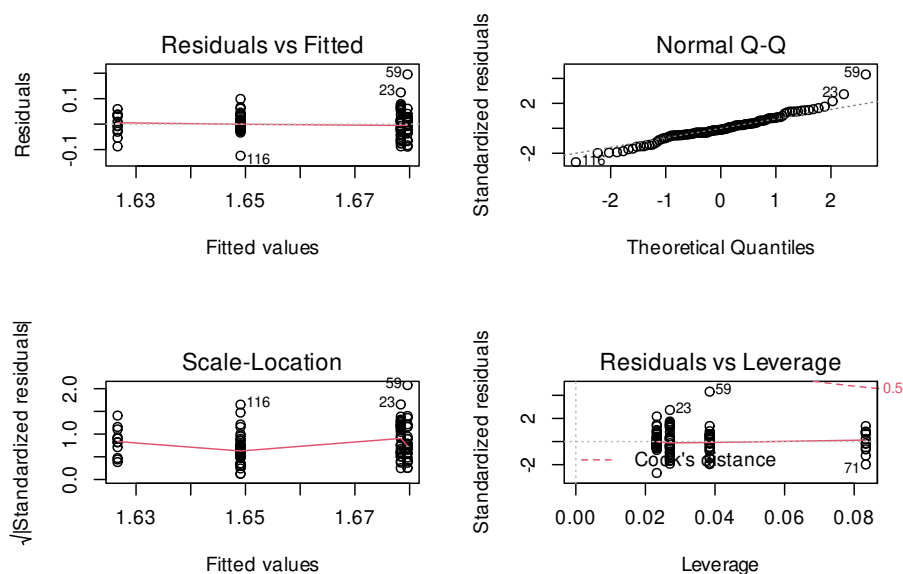 Residuals vs Fitted
Residuals
0.1
-0.1
59
23
116
1.63
1.65
1.67
Fitted values
Normal Q-Q
Standardized residuals
2
-2
59
23
116
-2
-1
0
1
2
Theoretical Quantiles
Scale-Location
√|Standardized residuals|
2.0
1.0
0.0
59
116
23
1.63
1.65
1.67
Fitted values
Residuals vs Leverage
Standardized residuals
2
-2
59
23
0.5
Cook's distance
71
0.00
0.02
0.04
0.06
0.08
Leverage